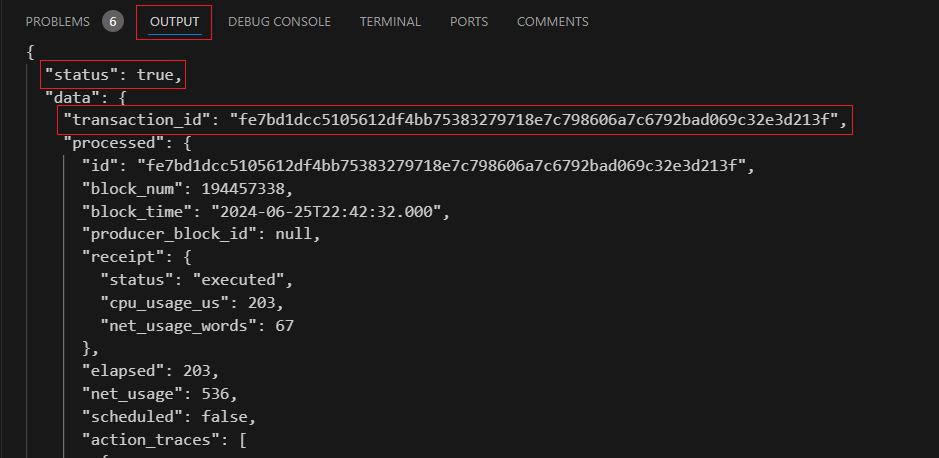 PROBLEMS 6 OUTPUT DEBUG CONSOLE TERMINAL PORTS COMMENTS
{
"status": true,
"data": {
"transaction_id": "fe7bd1dcc5105612df4bb75383279718e7c798606a7c6792bad069c32e3d213f",
"processed": {
"id": "fe7bd1dcc5105612df4bb75383279718e7c798606a7c6792bad069c32e3d213f",
"block_num": 194457338,
"block_time": "2024-06-25T22:42:32.000",
"producer_block_id": null,
"receipt": {
"status": "executed",
"cpu_usage_us": 203,
"net_usage_words": 67
},
"elapsed": 203,
"net_usage": 536,
"scheduled": false,
"action_traces": [
{